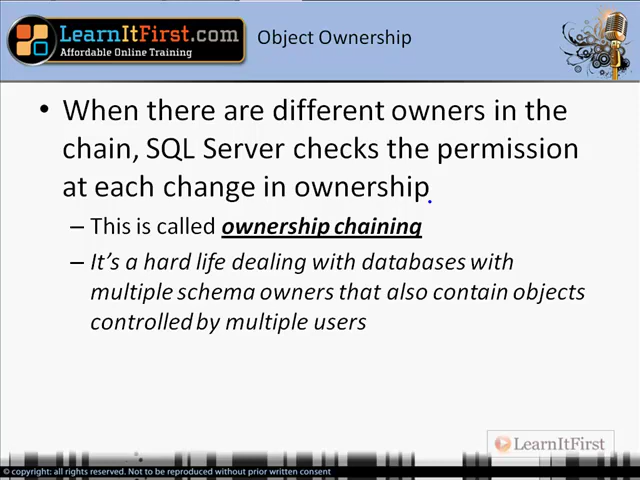 LearnItFirst.com
Affordable Online Training
Object Ownership
• When there are different owners in the
chain, SQL Server checks the permission
at each change in ownership
– This is called ownership chaining
– It's a hard life dealing with databases with
multiple schema owners that also contain objects
controlled by multiple users
LearnItFirst
© copyright: all rights reserved. Not to be reproduced without prior written consent